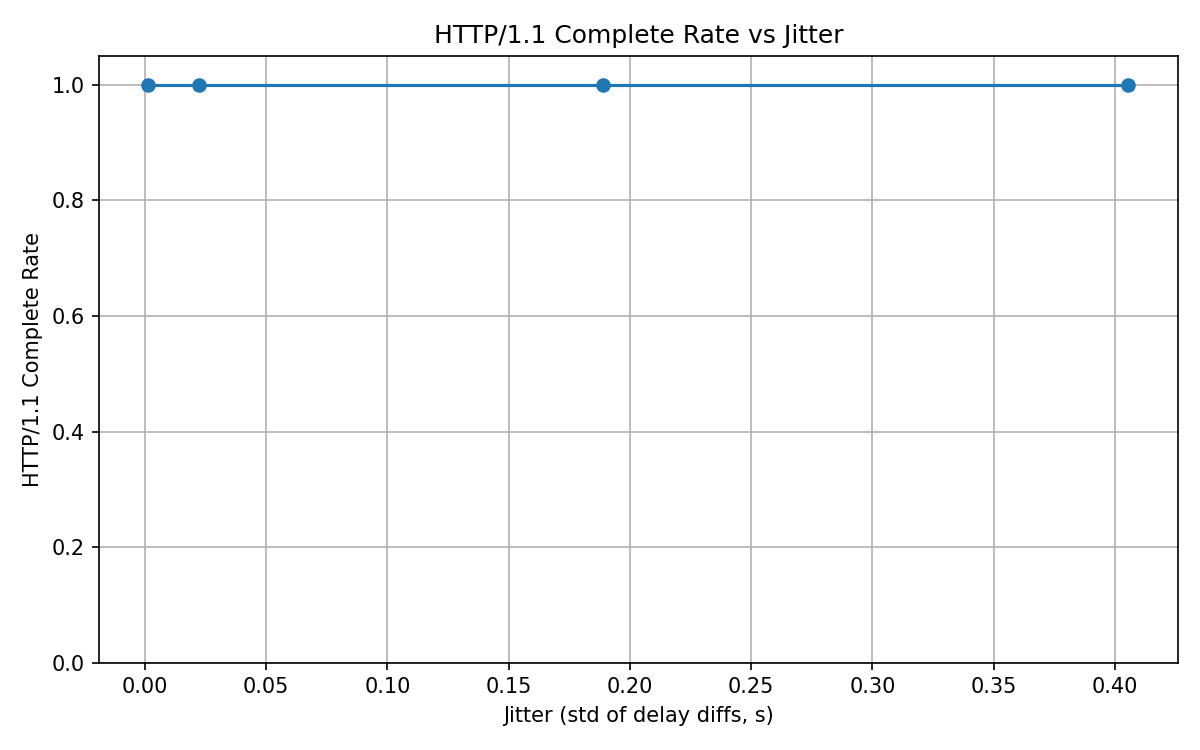 HTTP/1.1 Complete Rate vs Jitter
HTTP/1.1 Complete Rate
1.0
0.8
0.6
0.4
0.2
0.0
0.00 0.05 0.10 0.15 0.20 0.25 0.30 0.35 0.40
Jitter (std of delay diffs, s)